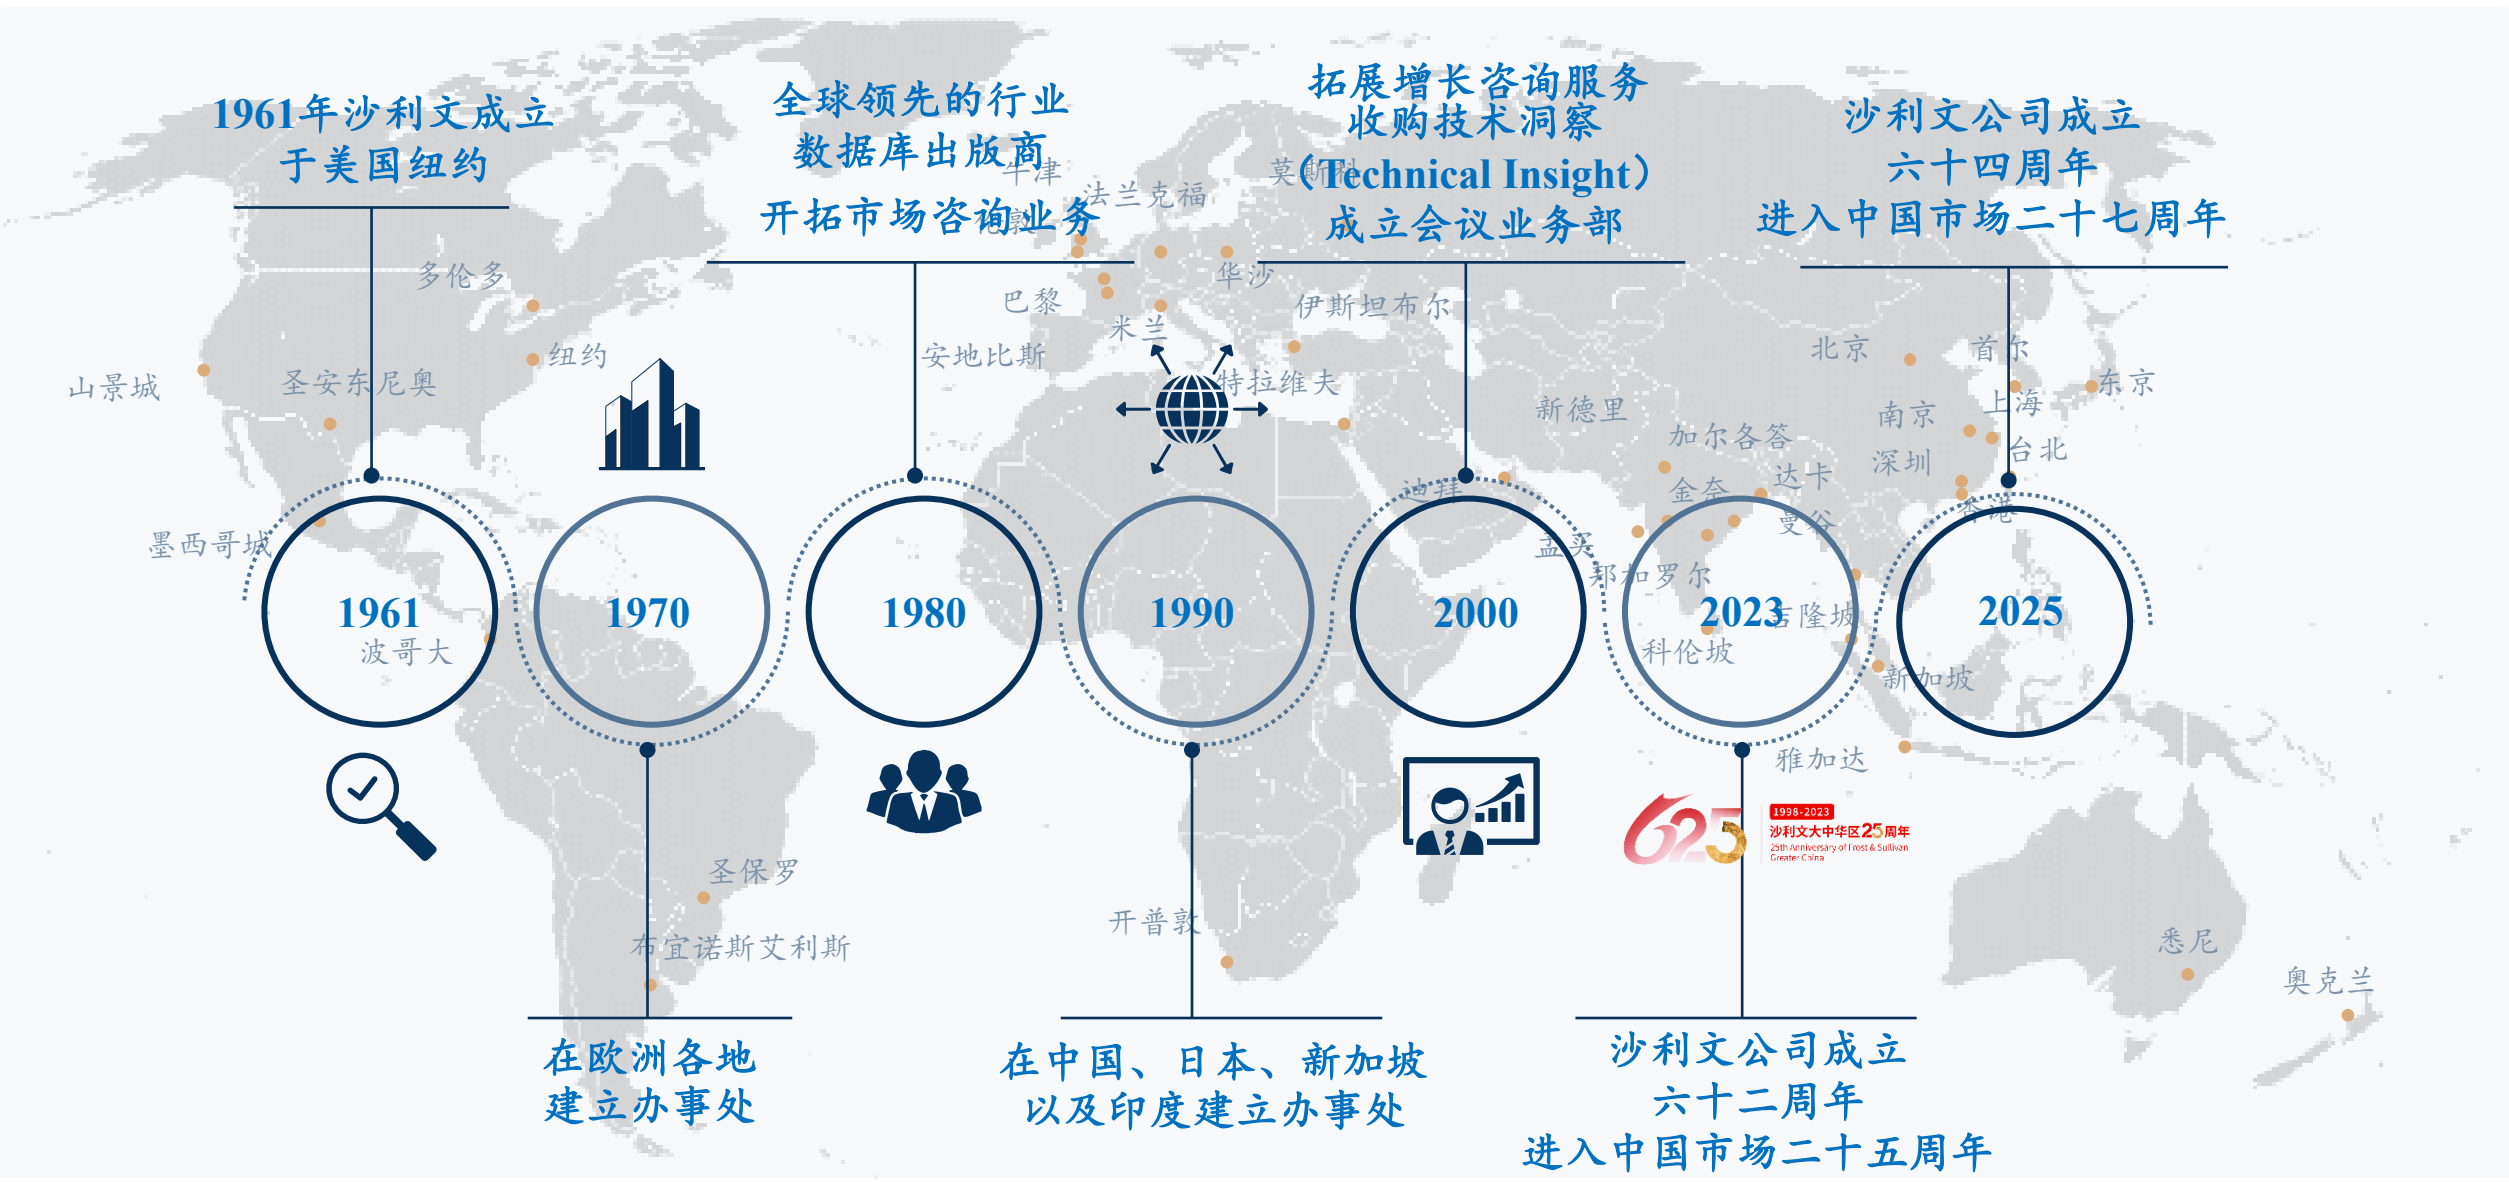 1961年沙利文成立
于美国纽约
全球领先的行业
数据库出版商
开拓市场咨询业务
拓展增长咨询服务
收购技术洞察
（Technical Insight）
成立会议业务部
沙利文公司成立
六十四周年
进入中国市场二十七周年
牛津
法兰克福
莫斯科
伦敦
多伦多
华沙
巴黎
伊斯坦布尔
米兰
纽约
安地比斯
北京
首尔
山景城
圣安东尼奥
特拉维夫
东京
新德里
上海
南京
加尔各答
台北
深圳
达卡
迪拜
金奈
香港
曼谷
墨西哥城
孟买
邦加罗尔
1961
1970
1980
1990
2000
2023
2025
吉隆坡
波哥大
科伦坡
新加坡
雅加达
1998-2023
625
沙利文大中华区25周年
25th Anniversary of Frost & Sullivan
Greater China
圣保罗
开普敦
布宜诺斯艾利斯
悉尼
奥克兰
在欧洲各地
建立办事处
在中国、日本、新加坡
以及印度建立办事处
沙利文公司成立
六十二周年
进入中国市场二十五周年